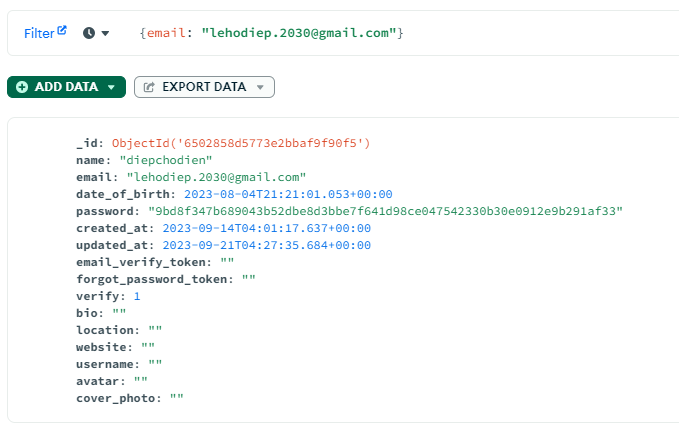 Filter {email: "lehodiep.2030@gmail.com"}
ADD DATA EXPORT DATA
_id: ObjectId('6502858d5773e2bbaf9f90f5')
name: "diepchodien"
email: "lehodiep.2030@gmail.com"
date_of_birth: 2023-08-04T21:21:01.053+00:00
password: "9bd8f347b689043b52dbe8d3bbe7f641d98ce047542330b30e0912e9b291af33"
created_at: 2023-09-14T04:01:17.637+00:00
updated_at: 2023-09-21T04:27:35.684+00:00
email_verify_token: ""
forgot_password_token: ""
verify: 1
bio: ""
location: ""
website: ""
username: ""
avatar: ""
cover_photo: ""